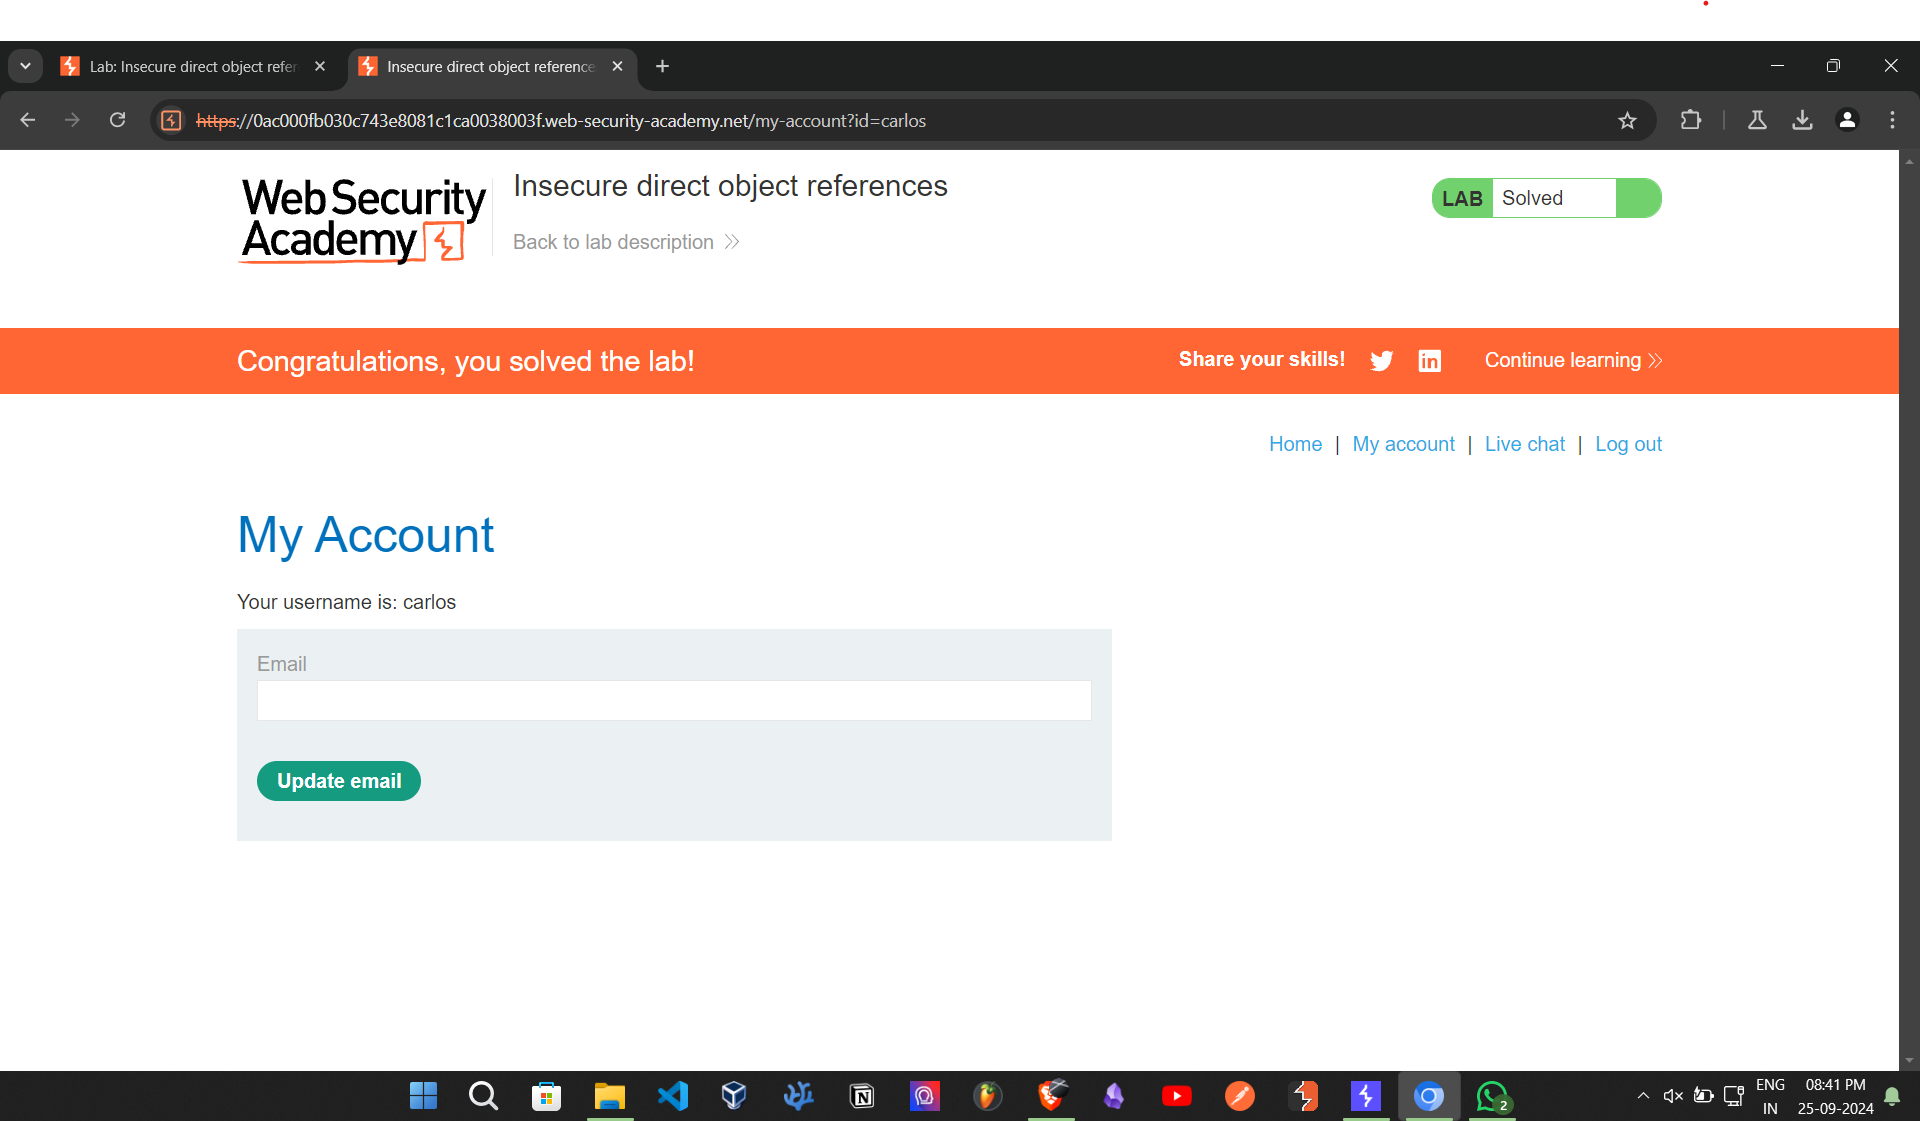 Lab: Insecure direct object refer
Insecure direct object reference
https://0ac000fb030c743e8081c1ca0038003f.web-security-academy.net/my-account?id=carlos
Web Security
Academy
Insecure direct object references
Back to lab description
LAB Solved
Congratulations, you solved the lab!
Share your skills!
Continue learning
Home | My account | Live chat | Log out
My Account
Your username is: carlos
Email
Update email
2
ENG
IN
08:41 PM
25-09-2024